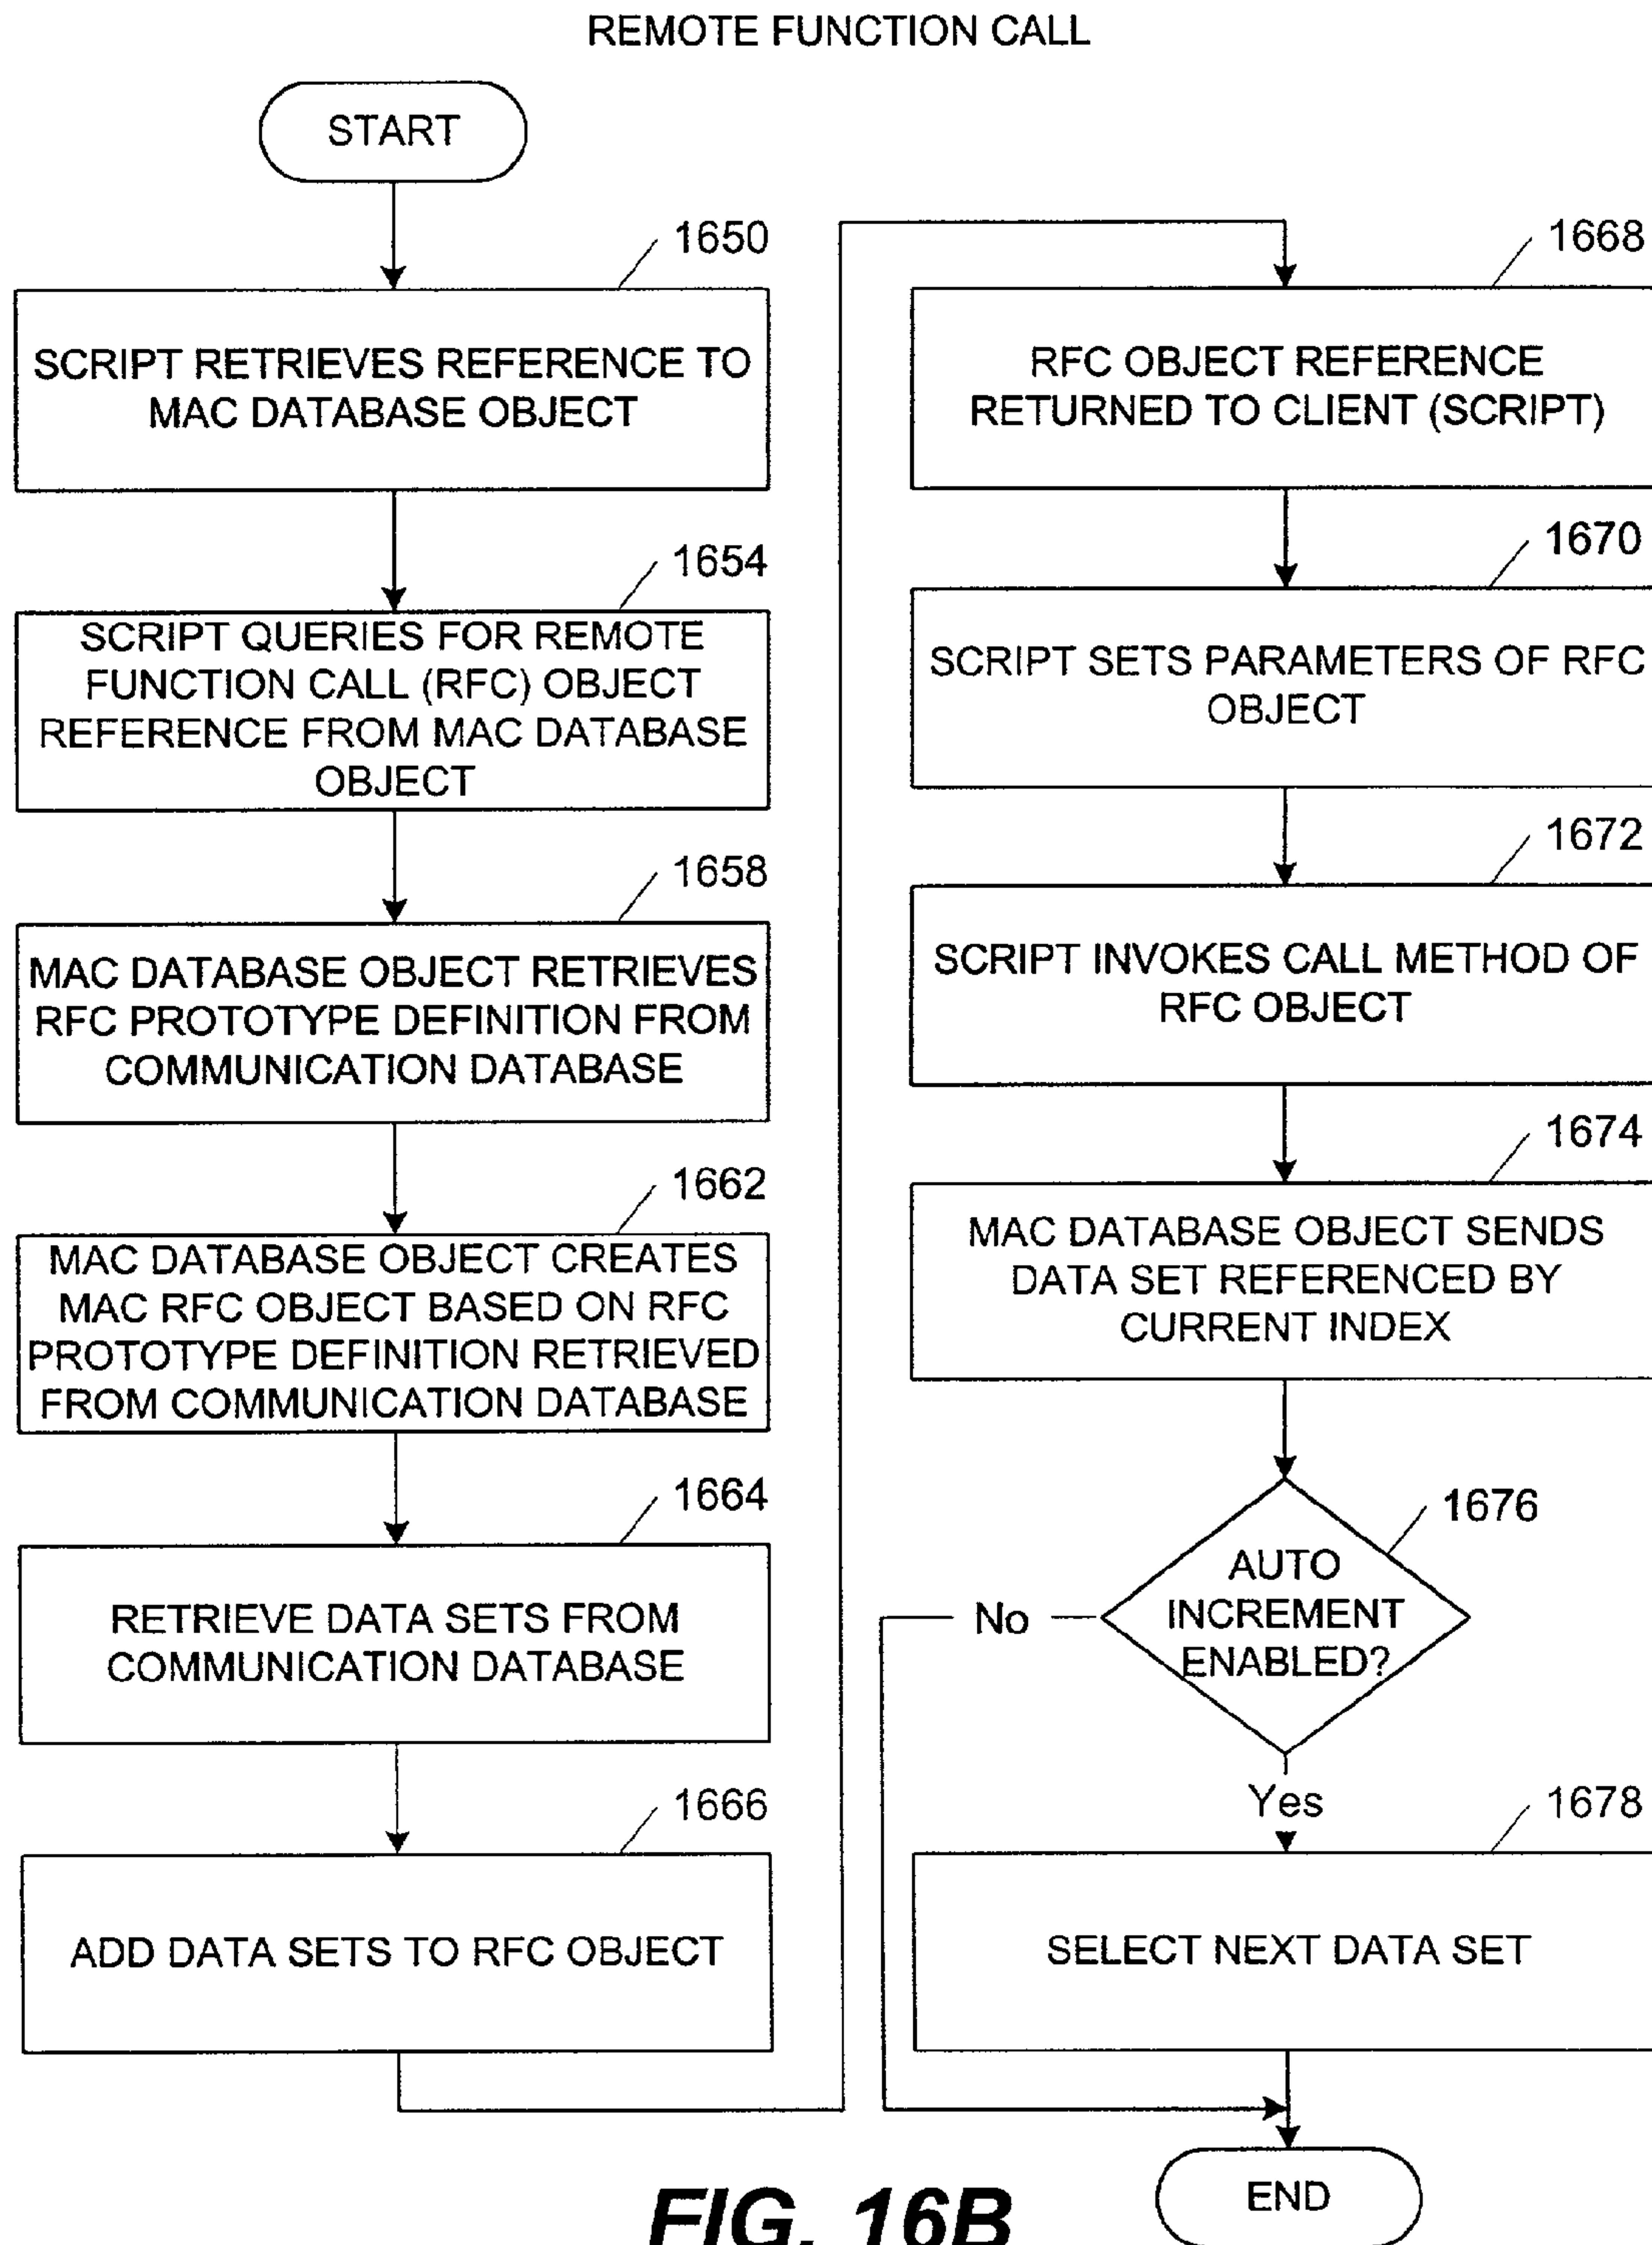 REMOTE FUNCTION CALL
START
1650
SCRIPT RETRIEVES REFERENCE TO
MAC DATABASE OBJECT
1654
SCRIPT QUERIES FOR REMOTE
FUNCTION CALL (RFC) OBJECT
REFERENCE FROM MAC DATABASE
OBJECT
1658
MAC DATABASE OBJECT RETRIEVES
RFC PROTOTYPE DEFINITION FROM
COMMUNICATION DATABASE
1662
MAC DATABASE OBJECT CREATES
MAC RFC OBJECT BASED ON RFC
PROTOTYPE DEFINITION RETRIEVED
FROM COMMUNICATION DATABASE
1664
RETRIEVE DATA SETS FROM
COMMUNICATION DATABASE
1666
ADD DATA SETS TO RFC OBJECT
1668
RFC OBJECT REFERENCE
RETURNED TO CLIENT (SCRIPT)
1670
SCRIPT SETS PARAMETERS OF RFC
OBJECT
1672
SCRIPT INVOKES CALL METHOD OF
RFC OBJECT
1674
MAC DATABASE OBJECT SENDS
DATA SET REFERENCED BY
CURRENT INDEX
1676
AUTO
INCREMENT
ENABLED?
No
Yes
1678
SELECT NEXT DATA SET
END
FIG. 16B